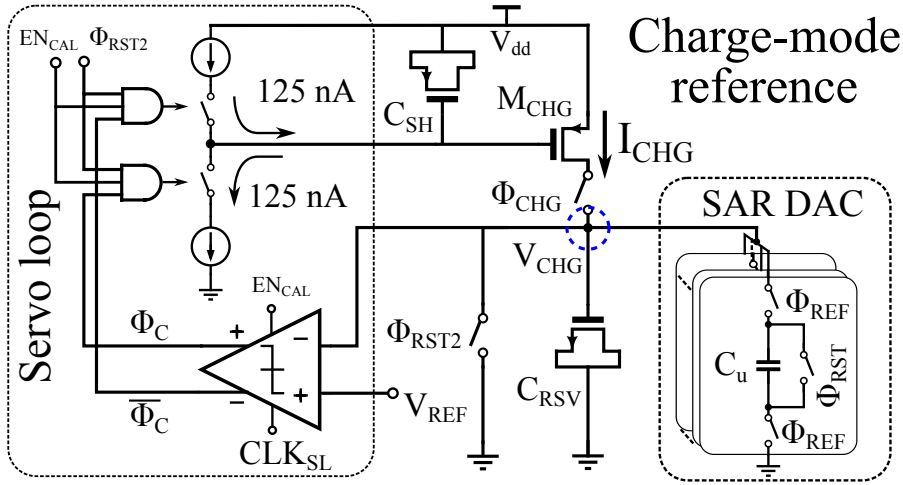 Charge-mode
reference
EN_CAL
Φ_RST2
V_dd
125 nA
C_SH
M_CHG
I_CHG
125 nA
Φ_CHG
SAR DAC
V_CHG
Servo loop
EN_CAL
Φ_C
+
−
Φ_RST2
Φ_REF
C_u
Φ_RST
C_RSV
Φ̅_C̅
−
+
V_REF
Φ_REF
CLK_SL